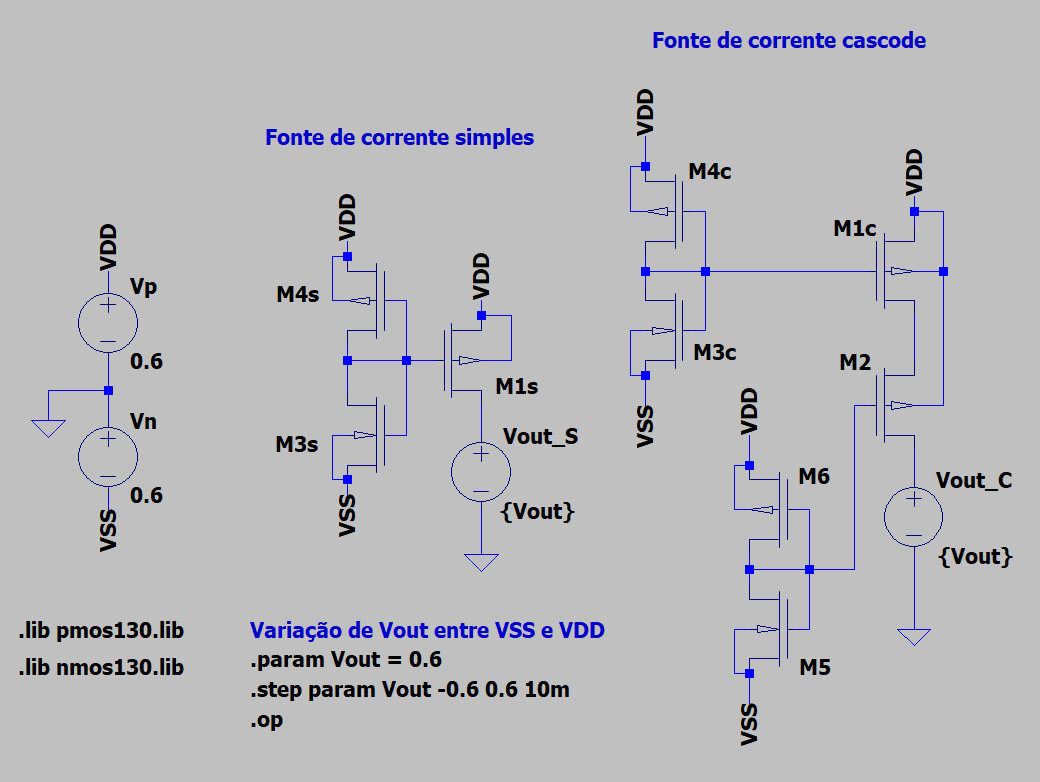 Fonte de corrente cascode
VDD
Fonte de corrente simples
M4c
VDD
VDD
M1c
VDD
VDD
Vp
M4s
M3c
0.6
M1s
M2
VDD
VSS
Vn
Vout_S
M3s
M6
Vout_C
0.6
VSS
{Vout}
VSS
{Vout}
.lib pmos130.lib
Variação de Vout entre VSS e VDD
.param Vout = 0.6
M5
.lib nmos130.lib
.step param Vout -0.6 0.6 10m
.op
VSS